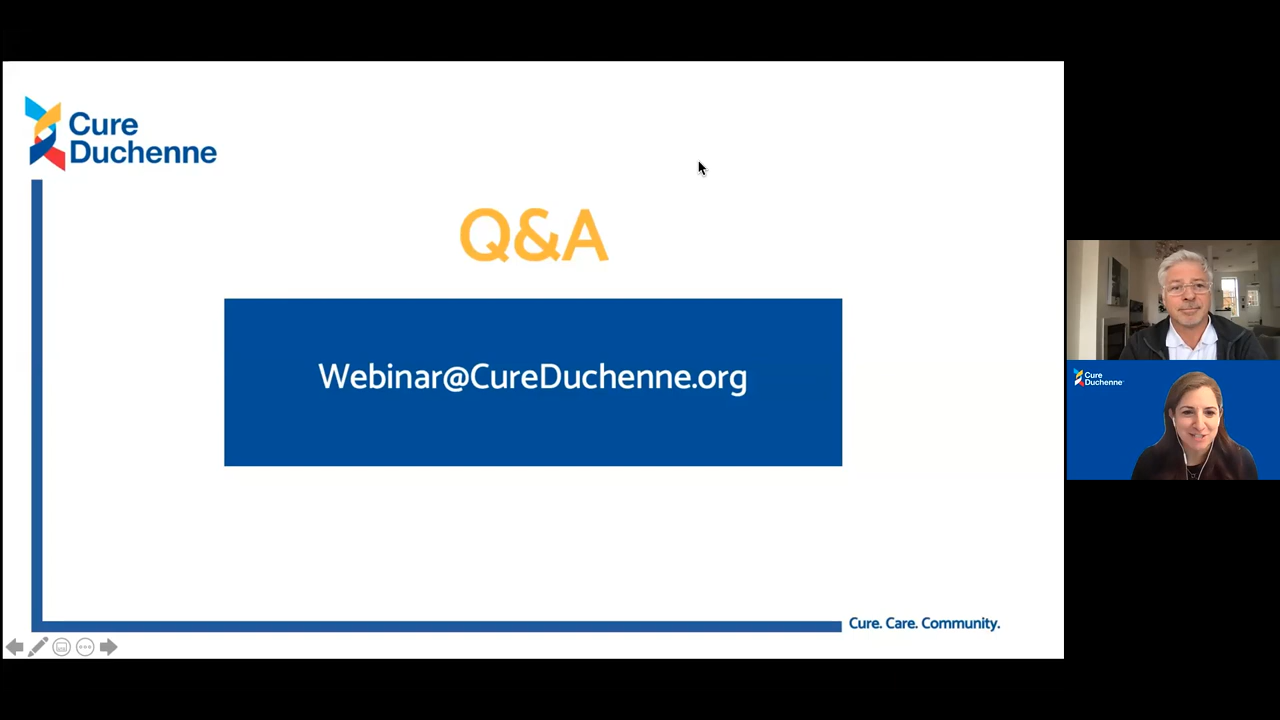 Cure
Duchenne
Q&A
Webinar@CureDuchenne.org
Cure. Care. Community.
Cure
Duchenne